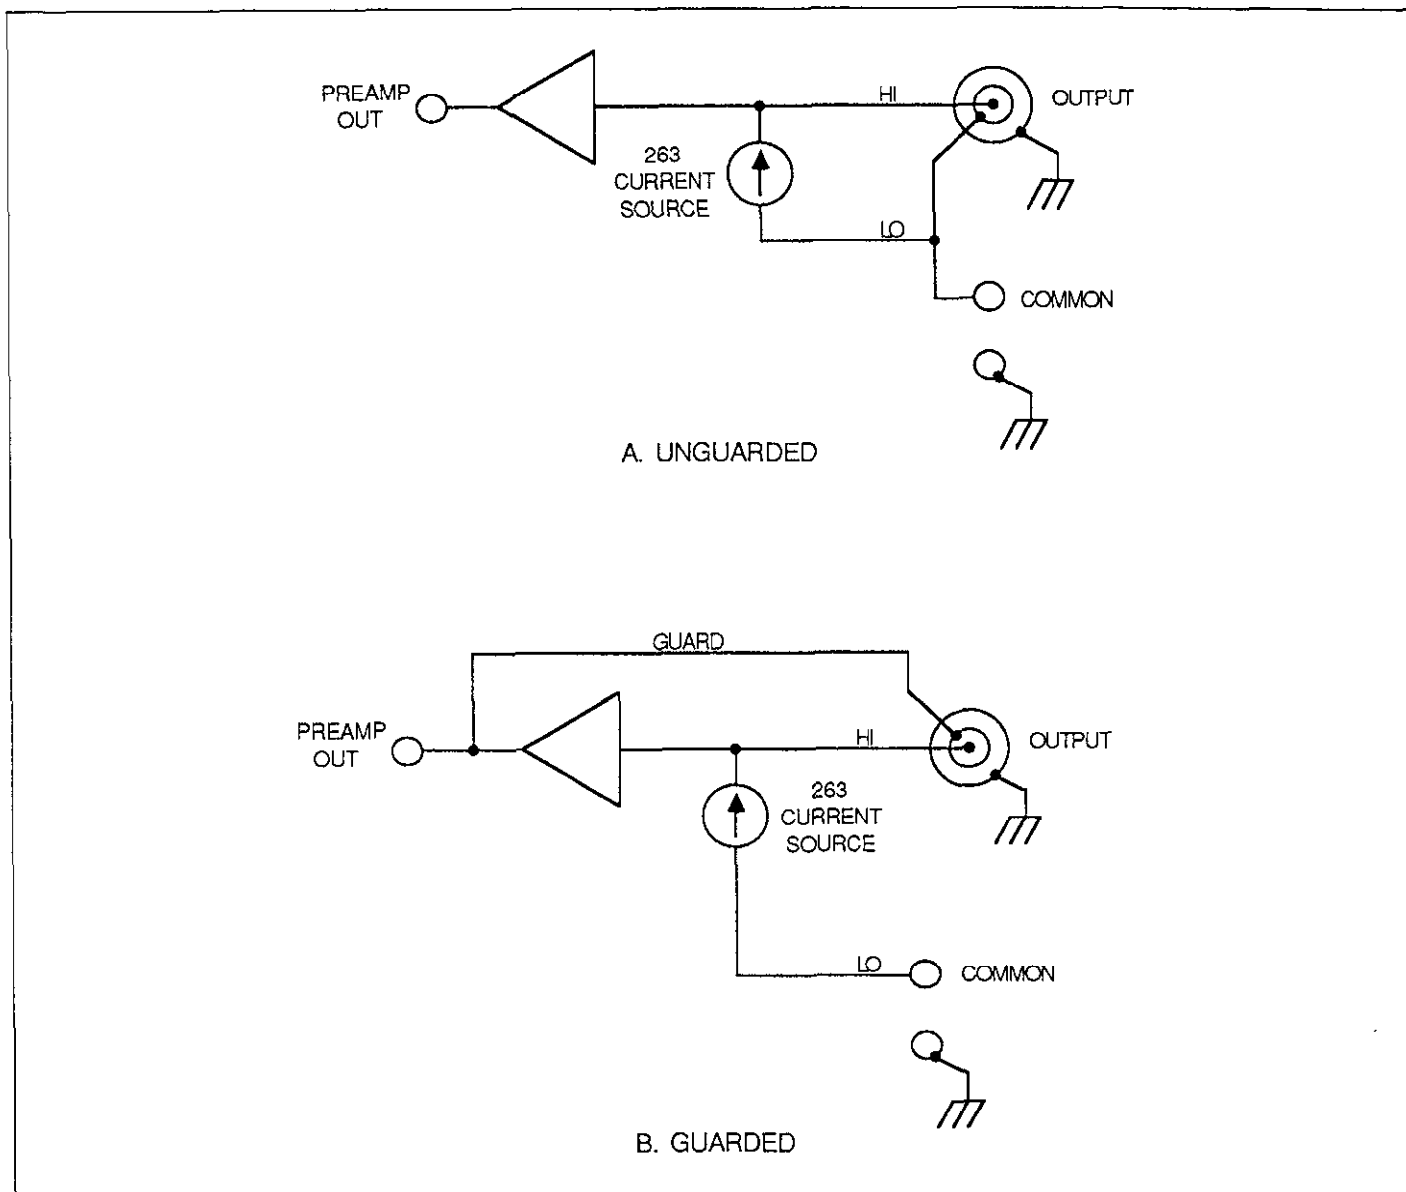 PREAMP
OUT
HI
OUTPUT
263
CURRENT
SOURCE
LO
COMMON
A. UNGUARDED
GUARD
PREAMP
OUT
HI
OUTPUT
263
CURRENT
SOURCE
LO
COMMON
B. GUARDED